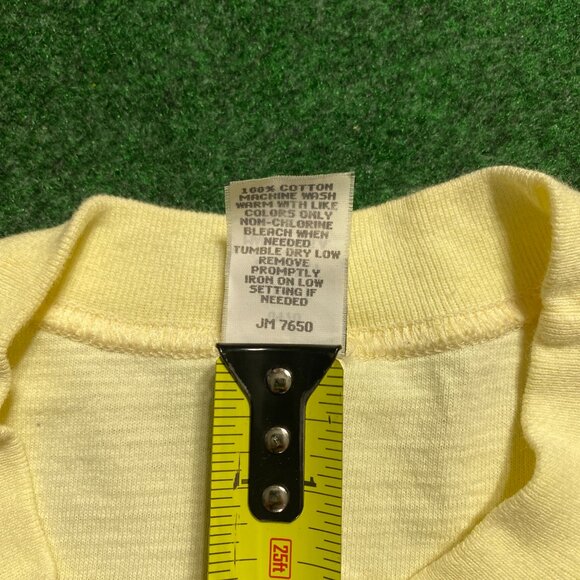 100% COTTON
MACHINE WASH
WARM WITH LIKE
COLORS ONLY
NON-CHLORINE
BLEACH WHEN
NEEDED
TUMBLE DRY LOW
REMOVE
PROMPTLY
IRON ON LOW
SETTING IF
NEEDED
JM 7650
1
25ft